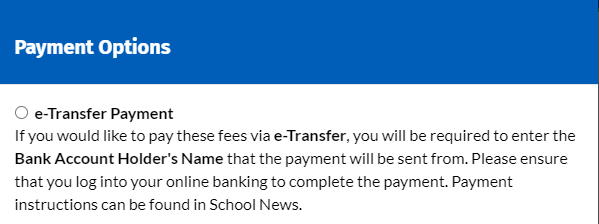 Payment Options
e-Transfer Payment
If you would like to pay these fees via e-Transfer, you will be required to enter the
Bank Account Holder's Name that the payment will be sent from. Please ensure
that you log into your online banking to complete the payment. Payment
instructions can be found in School News.